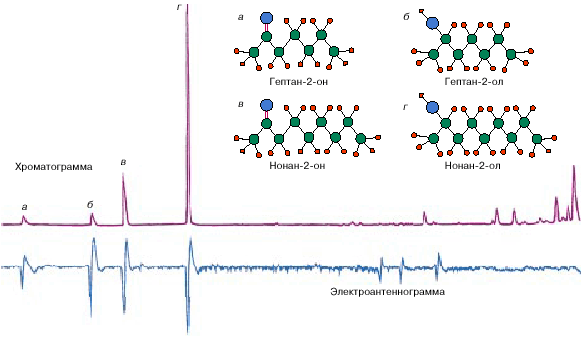 г
а
б
Гептан-2-он
Гептан-2-ол
в
г
Нонан-2-он
Нонан-2-ол
Хроматограмма
в
а
б
Электроантеннограмма